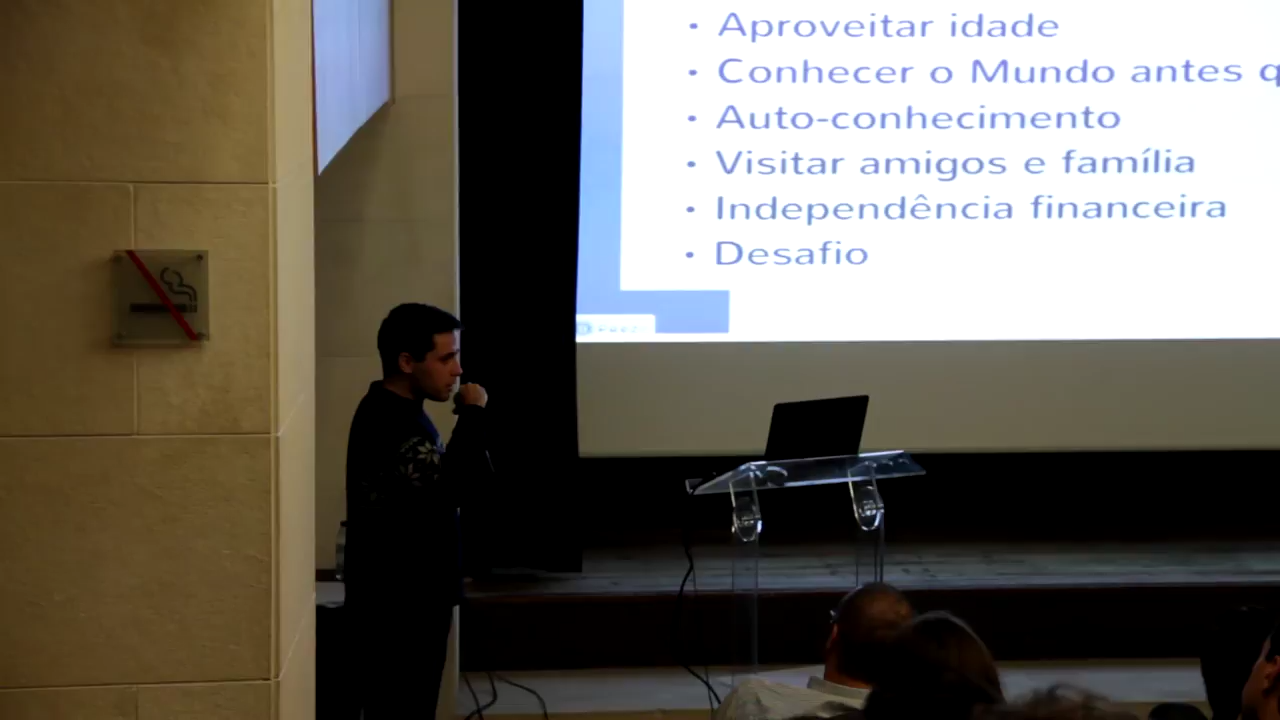 • Aproveitar idade
• Conhecer o Mundo antes q
• Auto-conhecimento
• Visitar amigos e família
• Independência financeira
• Desafio